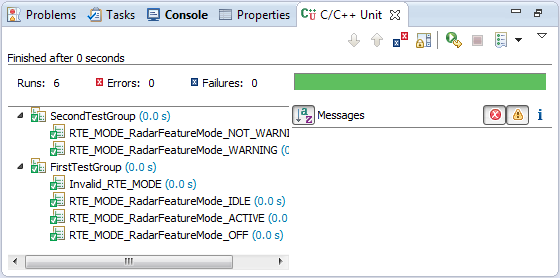 Problems Tasks Console Properties C/C++ Unit
Finished after 0 seconds
Runs: 6 Errors: 0 Failures: 0
SecondTestGroup (0.0 s)
RTE_MODE_RadarFeatureMode_NOT_WARNI
RTE_MODE_RadarFeatureMode_WARNING (0
FirstTestGroup (0.0 s)
Invalid_RTE_MODE (0.0 s)
RTE_MODE_RadarFeatureMode_IDLE (0.0 s)
RTE_MODE_RadarFeatureMode_ACTIVE (0.0 s)
RTE_MODE_RadarFeatureMode_OFF (0.0 s)
Messages